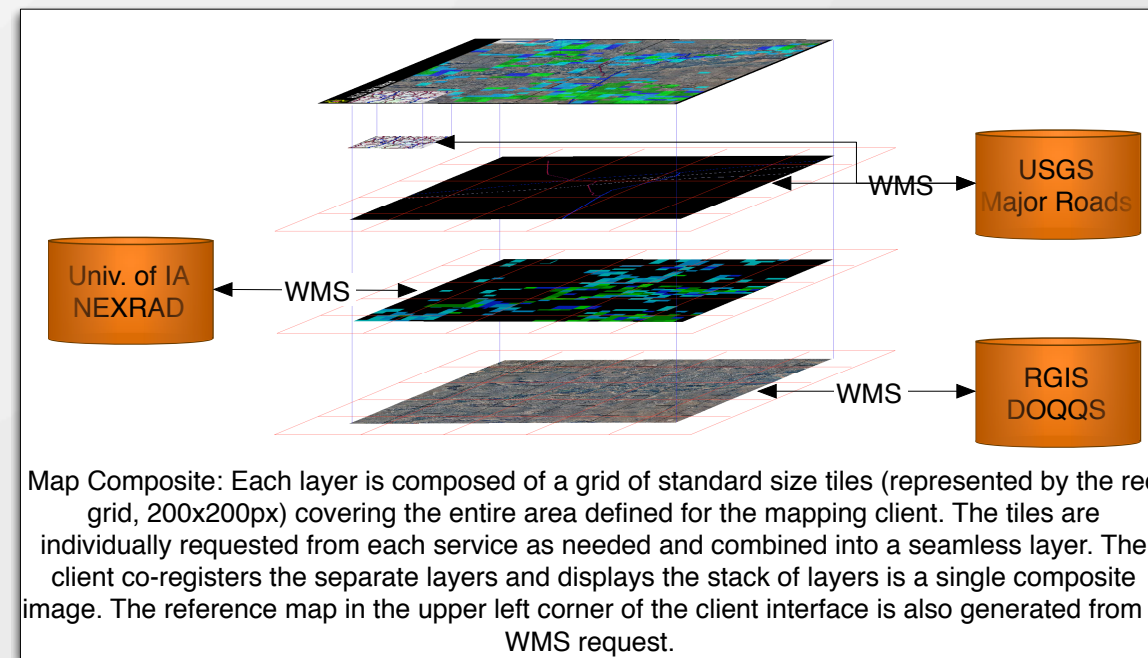 USGS
Major Roads
WMS
Univ. of IA
NEXRAD
WMS
RGIS
DOQQS
WMS
Map Composite: Each layer is composed of a grid of standard size tiles (represented by the re
grid, 200x200px) covering the entire area defined for the mapping client. The tiles are
individually requested from each service as needed and combined into a seamless layer. The
client co-registers the separate layers and displays the stack of layers is a single composite
image. The reference map in the upper left corner of the client interface is also generated from
WMS request.